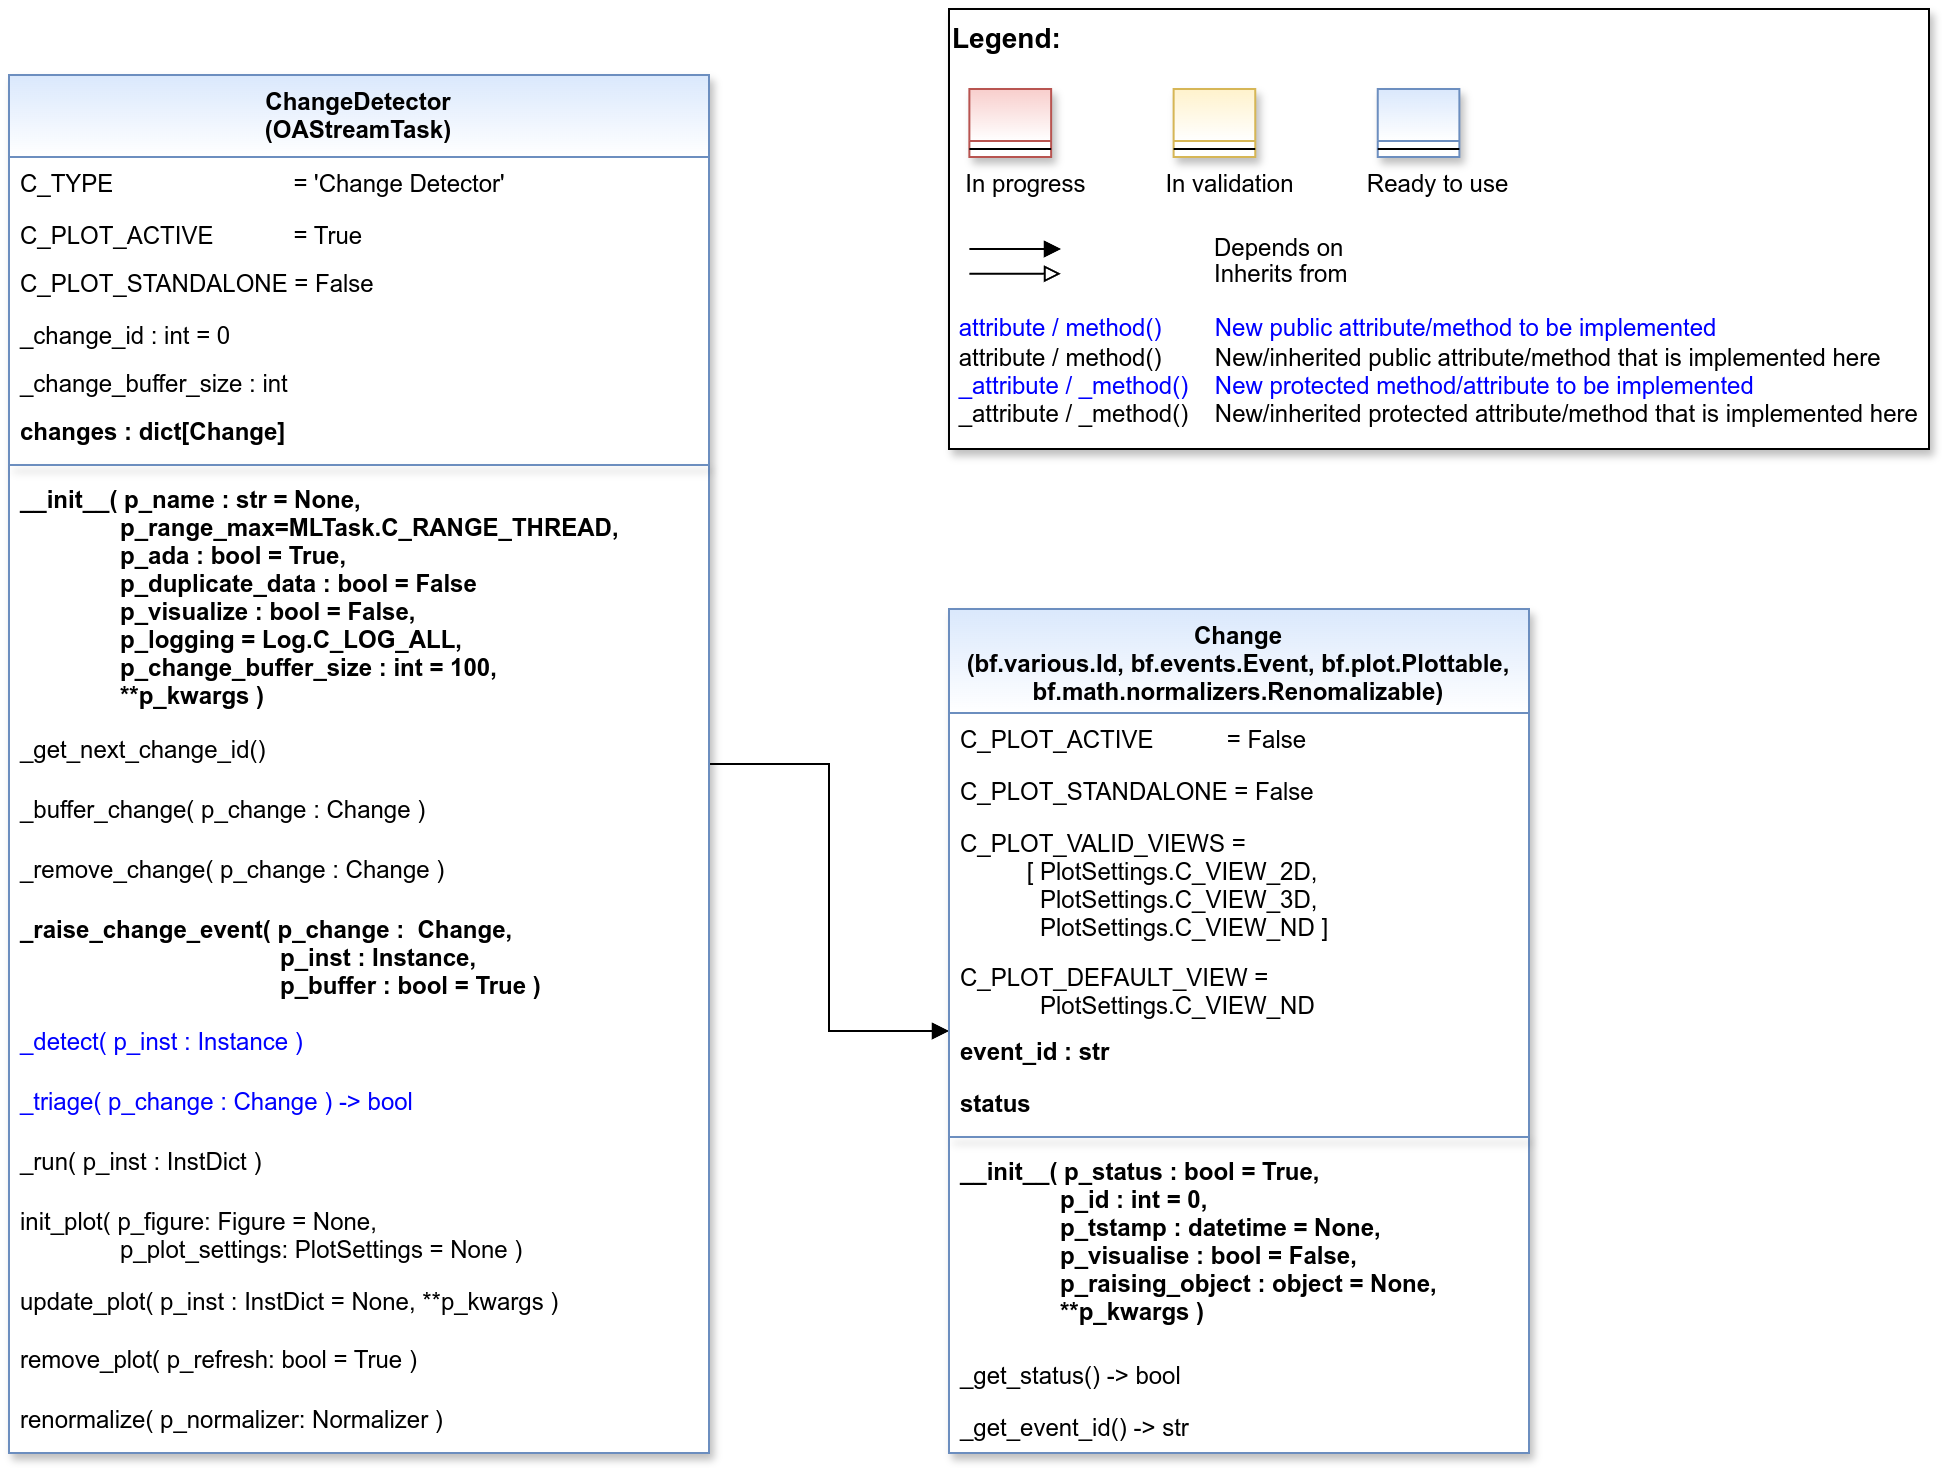 Legend:
In progress
In validation
Ready to use
Depends on
Inherits from
attribute / method() New public attribute/method to be implemented
attribute / method() New/inherited public attribute/method that is implemented here
_attribute / _method() New protected method/attribute to be implemented
_attribute / _method() New/inherited protected attribute/method that is implemented here
ChangeDetector
(OAStreamTask)
C_TYPE = 'Change Detector'
C_PLOT_ACTIVE = True
C_PLOT_STANDALONE = False
_change_id : int = 0
_change_buffer_size : int
changes : dict[Change]
__init__( p_name : str = None,
p_range_max=MLTask.C_RANGE_THREAD,
p_ada : bool = True,
p_duplicate_data : bool = False
p_visualize : bool = False,
p_logging = Log.C_LOG_ALL,
p_change_buffer_size : int = 100,
**p_kwargs )
_get_next_change_id()
_buffer_change( p_change : Change )
_remove_change( p_change : Change )
_raise_change_event( p_change :  Change,
p_inst : Instance,
p_buffer : bool = True )
_detect( p_inst : Instance )
_triage( p_change : Change ) -> bool
_run( p_inst : InstDict )
init_plot( p_figure: Figure = None,
p_plot_settings: PlotSettings = None )
update_plot( p_inst : InstDict = None, **p_kwargs )
remove_plot( p_refresh: bool = True )
renormalize( p_normalizer: Normalizer )
Change
(bf.various.Id, bf.events.Event, bf.plot.Plottable,
bf.math.normalizers.Renomalizable)
C_PLOT_ACTIVE = False
C_PLOT_STANDALONE = False
C_PLOT_VALID_VIEWS =
[ PlotSettings.C_VIEW_2D,
PlotSettings.C_VIEW_3D,
PlotSettings.C_VIEW_ND ]
C_PLOT_DEFAULT_VIEW =
PlotSettings.C_VIEW_ND
event_id : str
status
__init__( p_status : bool = True,
p_id : int = 0,
p_tstamp : datetime = None,
p_visualise : bool = False,
p_raising_object : object = None,
**p_kwargs )
_get_status() -> bool
_get_event_id() -> str